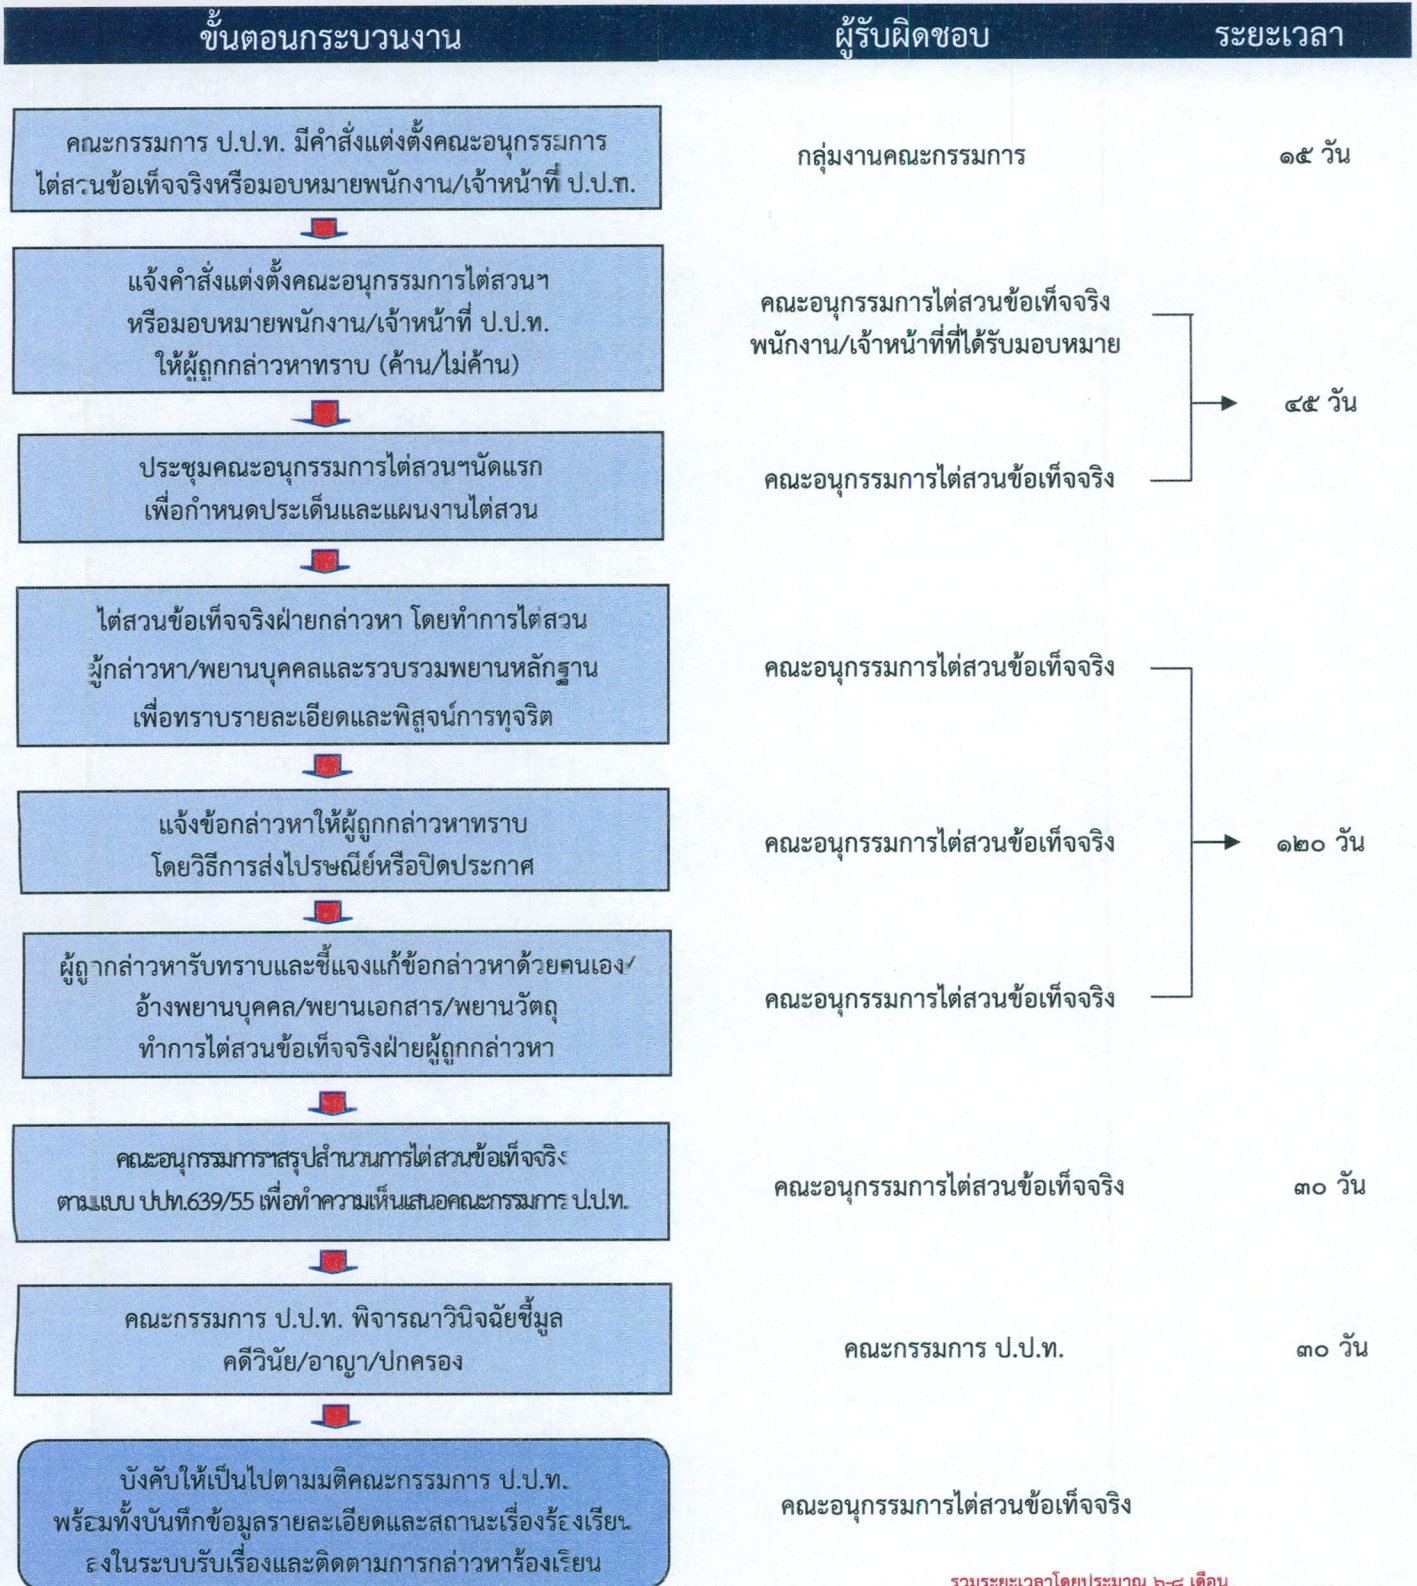 ขั้นตอนกระบวนงาน ผู้รับผิดชอบ ระยะเวลา
คณะกรรมการ ป.ป.ท. มีคำสั่งแต่งตั้งคณะอนุกรรมการ
ไต่สวนข้อเท็จจริงหรือมอบหมายพนักงาน/เจ้าหน้าที่ ป.ป.ท.
กลุ่มงานคณะกรรมการ ๑๕ วัน
แจ้งคำสั่งแต่งตั้งคณะอนุกรรมการไต่สวนฯ
หรือมอบหมายพนักงาน/เจ้าหน้าที่ ป.ป.ท.
ให้ผู้ถูกกล่าวหาทราบ (ค้าน/ไม่ค้าน)
คณะอนุกรรมการไต่สวนข้อเท็จจริง
พนักงาน/เจ้าหน้าที่ที่ได้รับมอบหมาย
๔๕ วัน
ประชุมคณะอนุกรรมการไต่สวนฯนัดแรก
เพื่อกำหนดประเด็นและแผนงานไต่สวน
คณะอนุกรรมการไต่สวนข้อเท็จจริง
ไต่สวนข้อเท็จจริงฝ่ายกล่าวหา โดยทำการไต่สวน
ผู้กล่าวหา/พยานบุคคลและรวบรวมพยานหลักฐาน
เพื่อทราบรายละเอียดและพิสูจน์การทุจริต
คณะอนุกรรมการไต่สวนข้อเท็จจริง
แจ้งข้อกล่าวหาให้ผู้ถูกกล่าวหาทราบ
โดยวิธีการส่งไปรษณีย์หรือปิดประกาศ
คณะอนุกรรมการไต่สวนข้อเท็จจริง ๑๒๐ วัน
ผู้ถูกกล่าวหารับทราบและชี้แจงแก้ข้อกล่าวหาด้วยตนเอง/
อ้างพยานบุคคล/พยานเอกสาร/พยานวัตถุ
ทำการไต่สวนข้อเท็จจริงฝ่ายผู้ถูกกล่าวหา
คณะอนุกรรมการไต่สวนข้อเท็จจริง
คณะอนุกรรมการฯสรุปสำนวนการไต่สวนข้อเท็จจริง
ตามแบบ ปปท.639/55 เพื่อทำความเห็นเสนอคณะกรรมการ ป.ป.ท.
คณะอนุกรรมการไต่สวนข้อเท็จจริง ๓๐ วัน
คณะกรรมการ ป.ป.ท. พิจารณาวินิจฉัยชี้มูล
คดีวินัย/อาญา/ปกครอง
คณะกรรมการ ป.ป.ท. ๓๐ วัน
บังคับให้เป็นไปตามมติคณะกรรมการ ป.ป.ท.
พร้อมทั้งบันทึกข้อมูลรายละเอียดและสถานะเรื่องร้องเรียน
ลงในระบบรับเรื่องและติดตามการกล่าวหาร้องเรียน
คณะอนุกรรมการไต่สวนข้อเท็จจริง
รวมระยะเวลาโดยประมาณ ๖-๘ เดือน